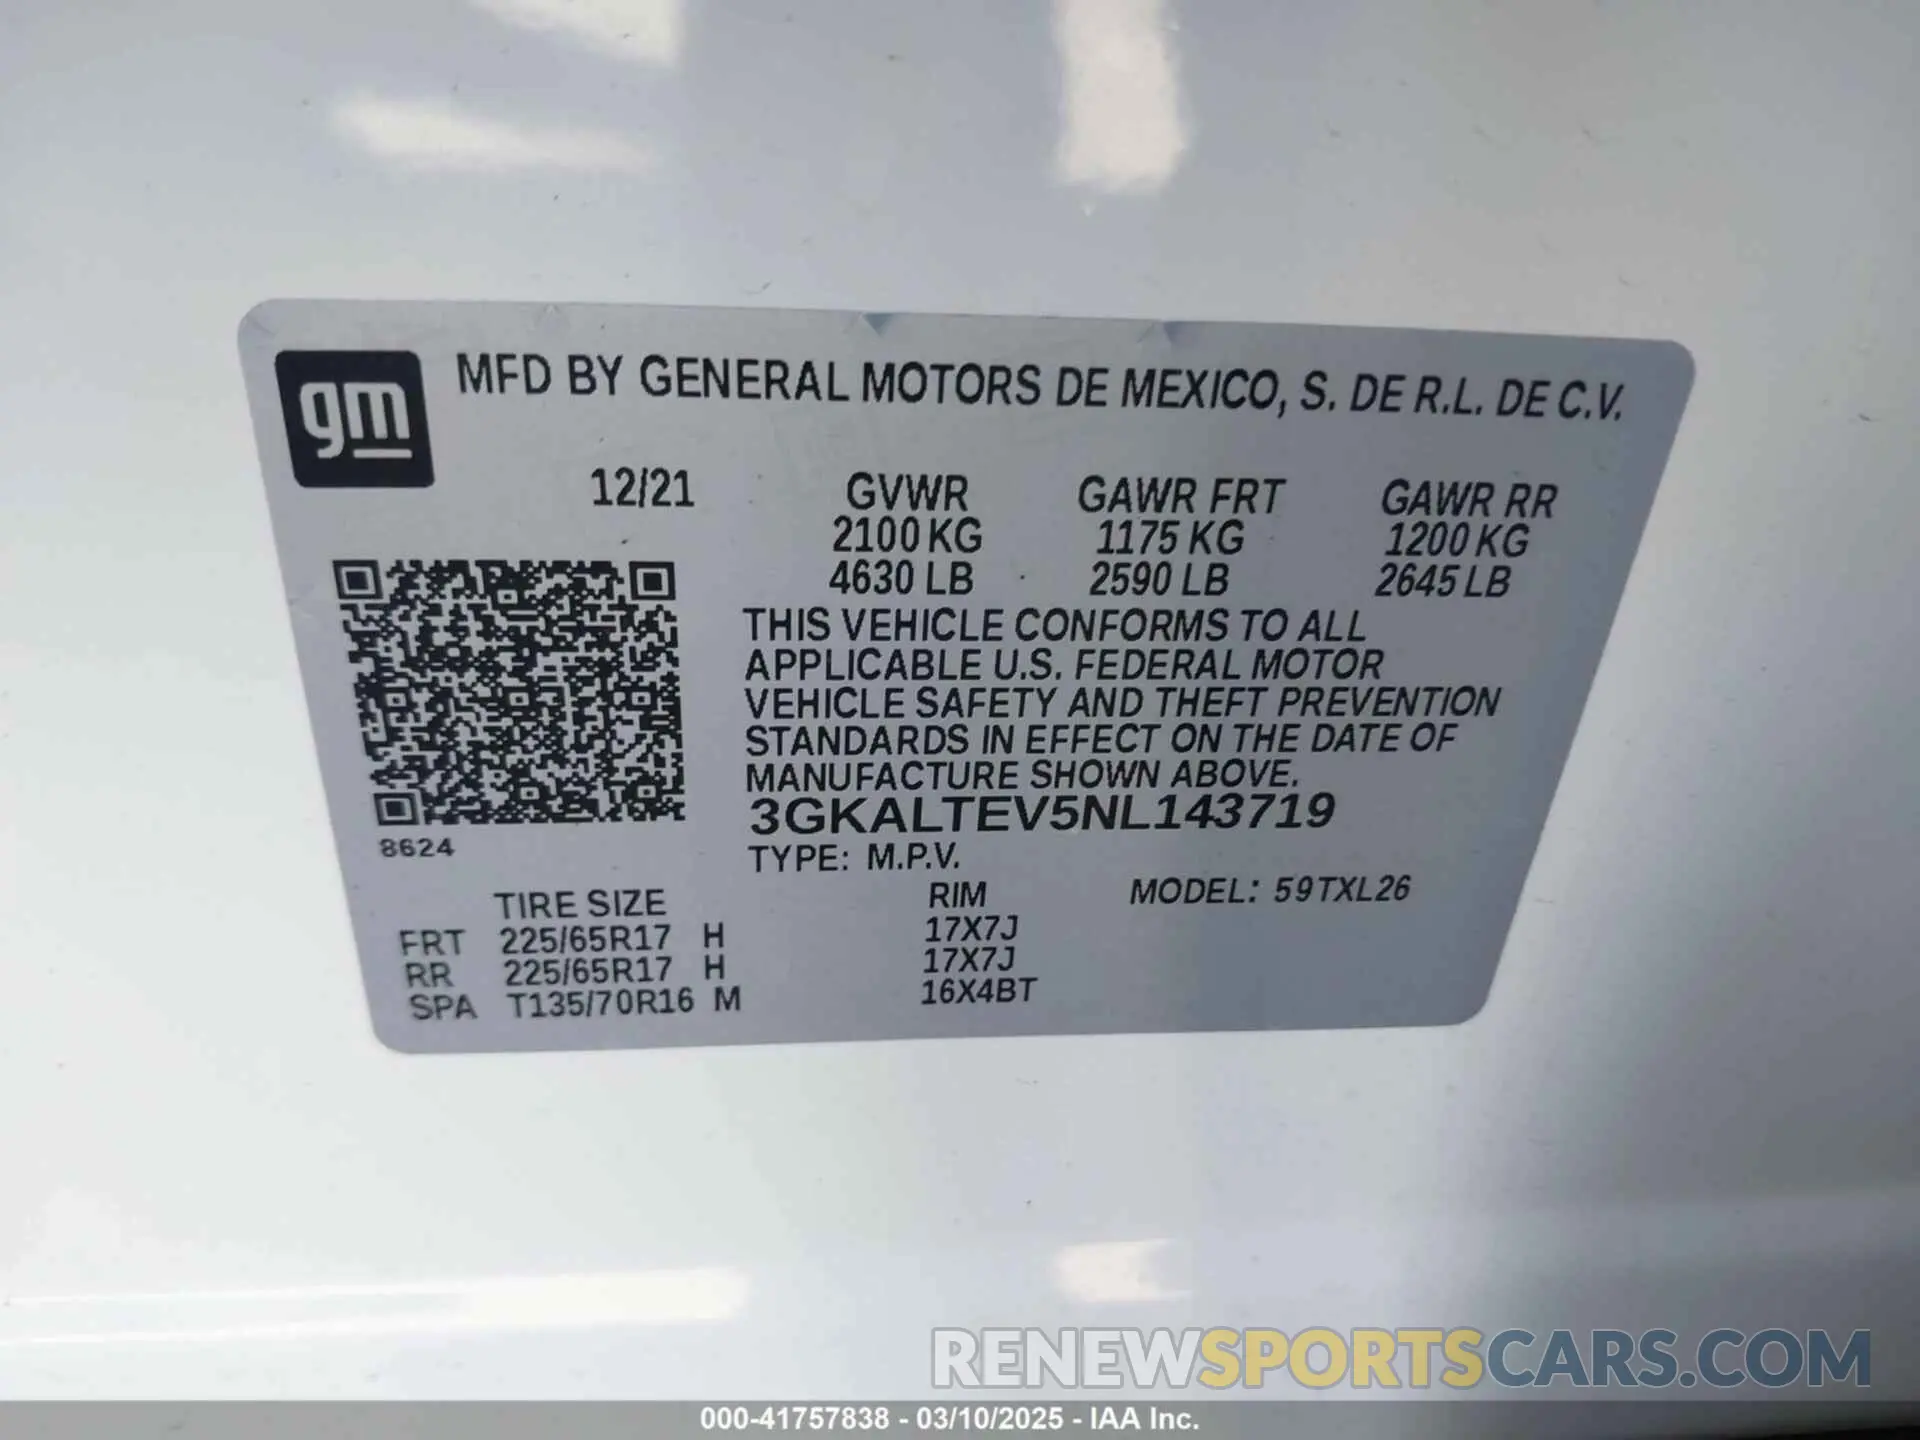 gm
MFD BY GENERAL MOTORS DE MEXICO, S. DE R.L. DE C.V.
12/21 GVWR GAWR FRT GAWR RR
2100 KG 1175 KG 1200 KG
4630 LB 2590 LB 2645 LB
THIS VEHICLE CONFORMS TO ALL
APPLICABLE U.S. FEDERAL MOTOR
VEHICLE SAFETY AND THEFT PREVENTION
STANDARDS IN EFFECT ON THE DATE OF
MANUFACTURE SHOWN ABOVE.
3GKALTEV5NL143719
8624
TYPE: M.P.V.
TIRE SIZE RIM MODEL: 59TXL26
FRT 225/65R17 H 17X7J
RR 225/65R17 H 17X7J
SPA T135/70R16 M 16X4BT
RENEWSPORTSCARS.COM
000-41757838 - 03/10/2025 - IAA Inc.